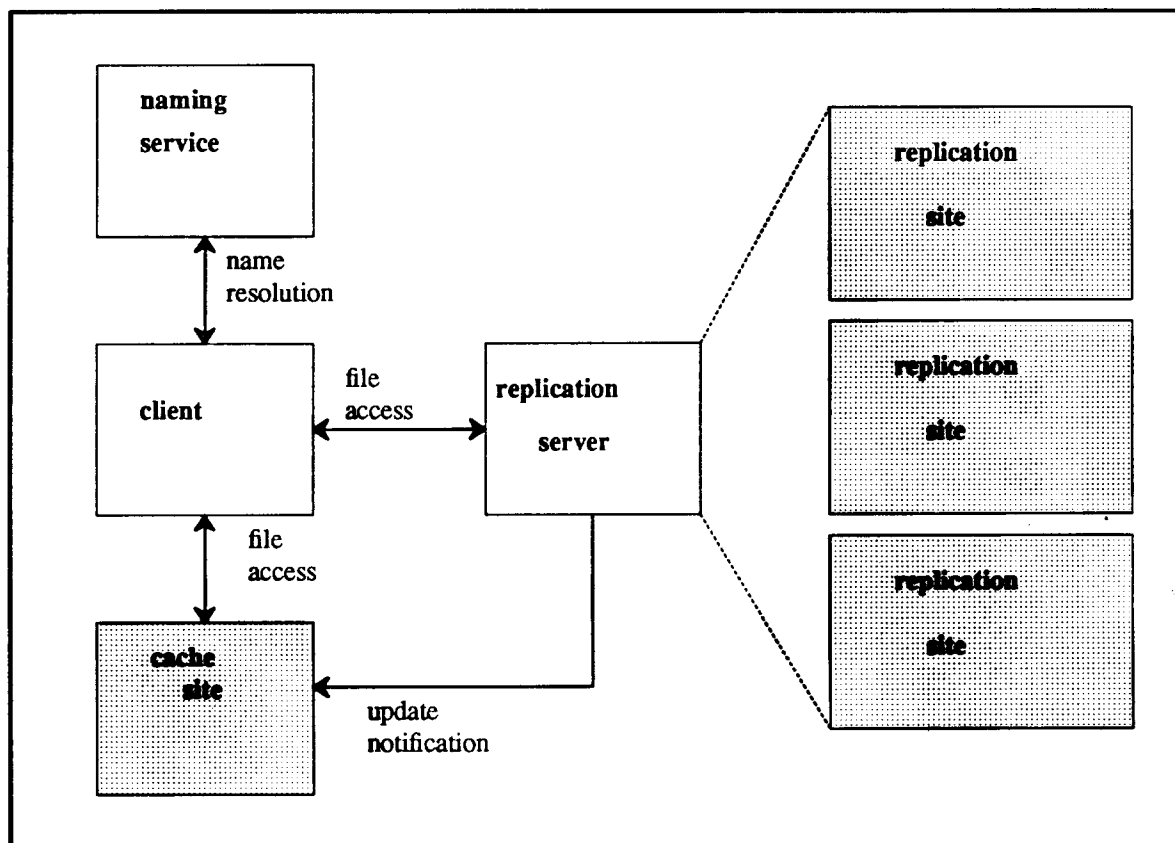 naming
service
name
resolution
client
file
access
replication
server
file
access
cache
site
update
notification
replication
site
replication
site
replication
site